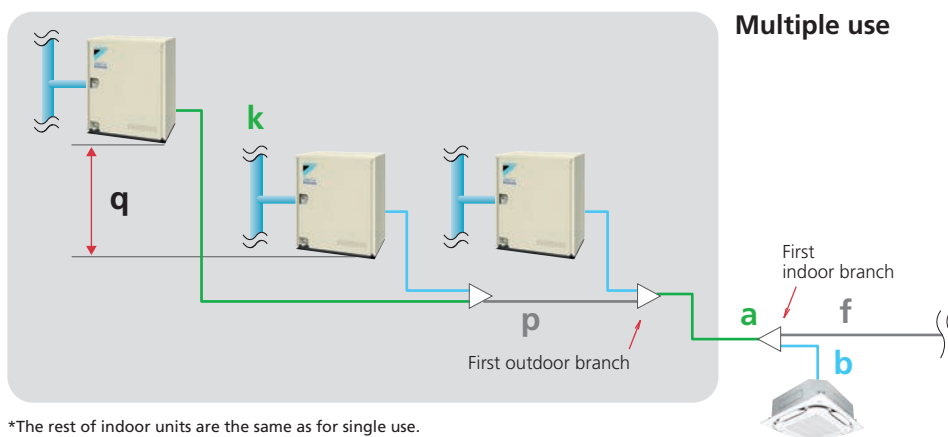 Multiple use
k
q
First
indoor branch
a
f
p
b
First outdoor branch
*The rest of indoor units are the same as for single use.